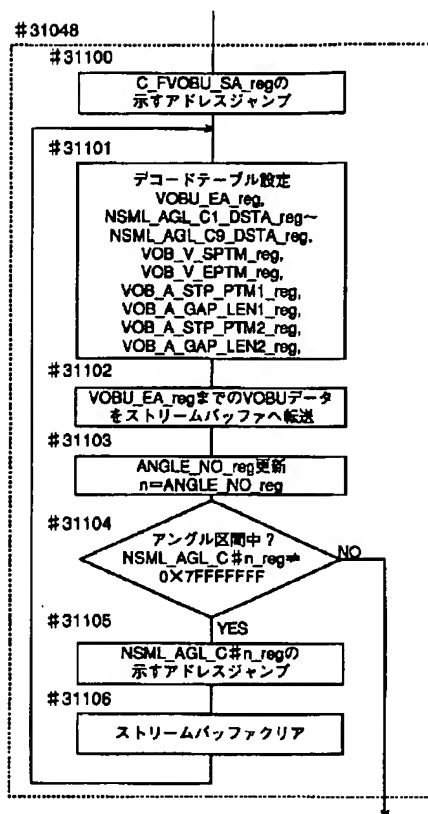 #31048
#31100
C_FVOBU_SA_regの
示すアドレスジャンプ
#31101
デコードテーブル設定
VOBU_EA_reg,
NSML_AGL_C1_DSTA_reg~
NSML_AGL_C9_DSTA_reg,
VOB_V_SPTM_reg,
VOB_V_EPTM_reg,
VOB_A_STP_PTM1_reg,
VOB_A_GAP_LEN1_reg,
VOB_A_STP_PTM2_reg,
VOB_A_GAP_LEN2_reg,
#31102
VOBU_EA_regまでのVOBUデータ
をストリームバッファへ転送
#31103
ANGLE_NO_reg更新
n=ANGLE_NO_reg
#31104
アングル区間中?
NSML_AGL_C#n_reg≠
0×7FFFFFFF
NO
YES
#31105
NSML_AGL_C#n_regの
示すアドレスジャンプ
#31106
ストリームバッファクリア